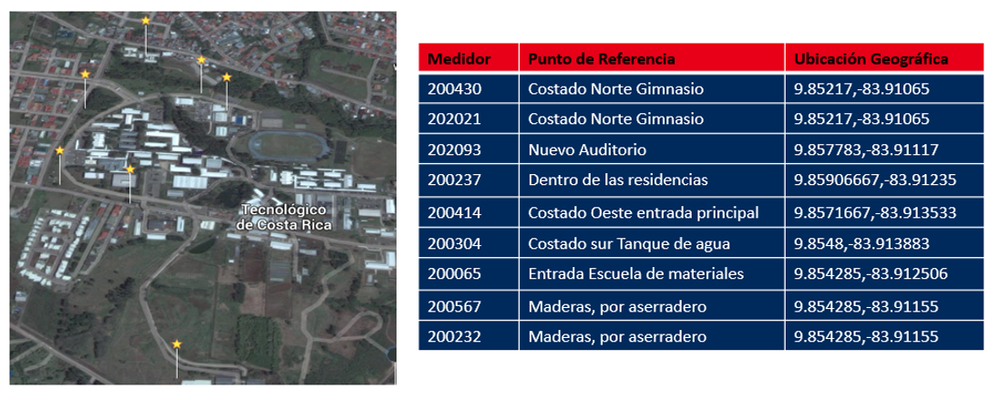 Tecnológico
de Costa Rica
Medidor Punto de Referencia Ubicación Geográfica
200430 Costado Norte Gimnasio 9.85217,-83.91065
202021 Costado Norte Gimnasio 9.85217,-83.91065
202093 Nuevo Auditorio 9.857783,-83.91117
200237 Dentro de las residencias 9.85906667,-83.91235
200414 Costado Oeste entrada principal 9.8571667,-83.913533
200304 Costado sur Tanque de agua 9.8548,-83.913883
200065 Entrada Escuela de materiales 9.854285,-83.912506
200567 Maderas, por aserradero 9.854285,-83.91155
200232 Maderas, por aserradero 9.854285,-83.91155